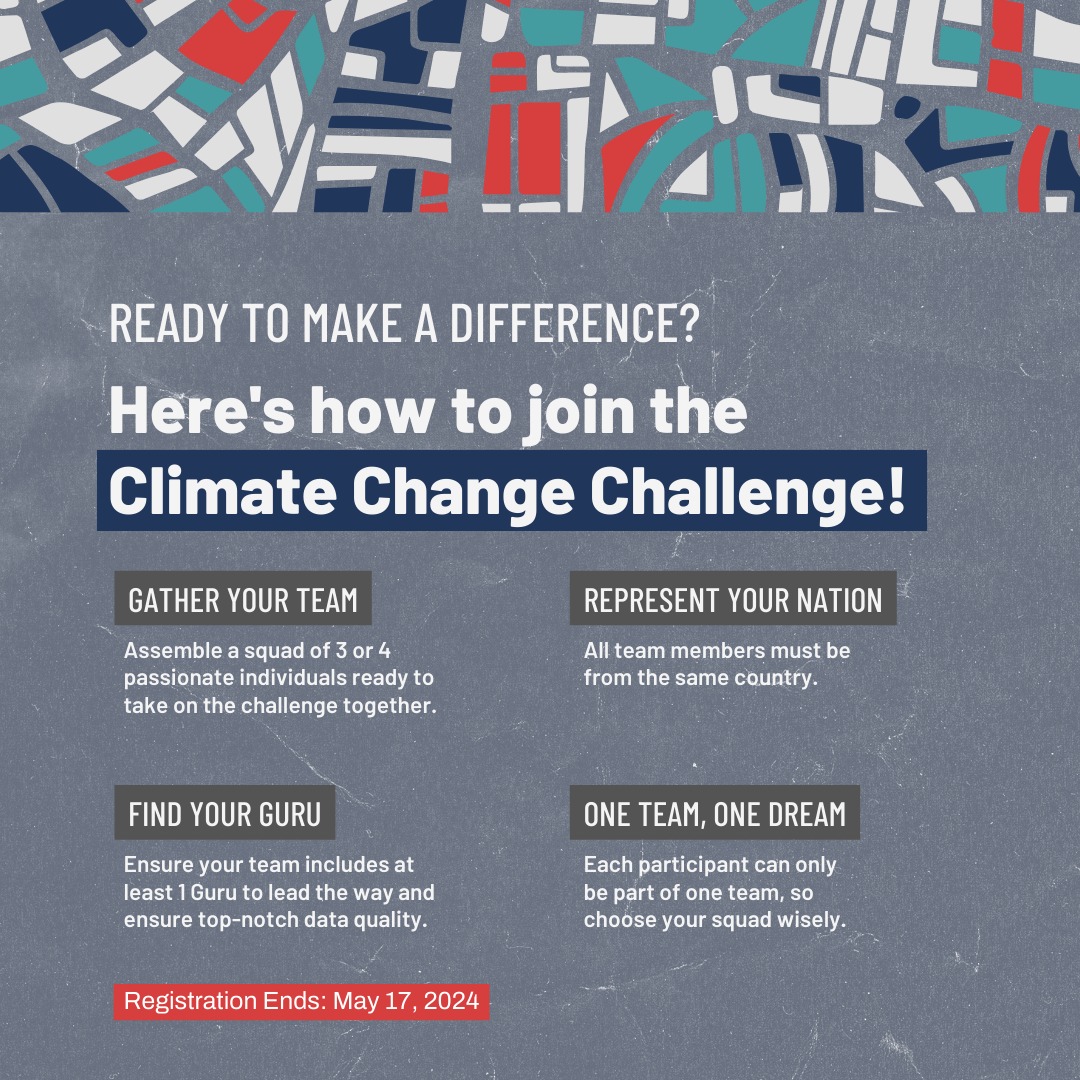 READY TO MAKE A DIFFERENCE?
Here's how to join the
Climate Change Challenge!
GATHER YOUR TEAM
Assemble a squad of 3 or 4
passionate individuals ready to
take on the challenge together.
REPRESENT YOUR NATION
All team members must be
from the same country.
FIND YOUR GURU
Ensure your team includes at
least 1 Guru to lead the way and
ensure top-notch data quality.
ONE TEAM, ONE DREAM
Each participant can only
be part of one team, so
choose your squad wisely.
Registration Ends: May 17, 2024